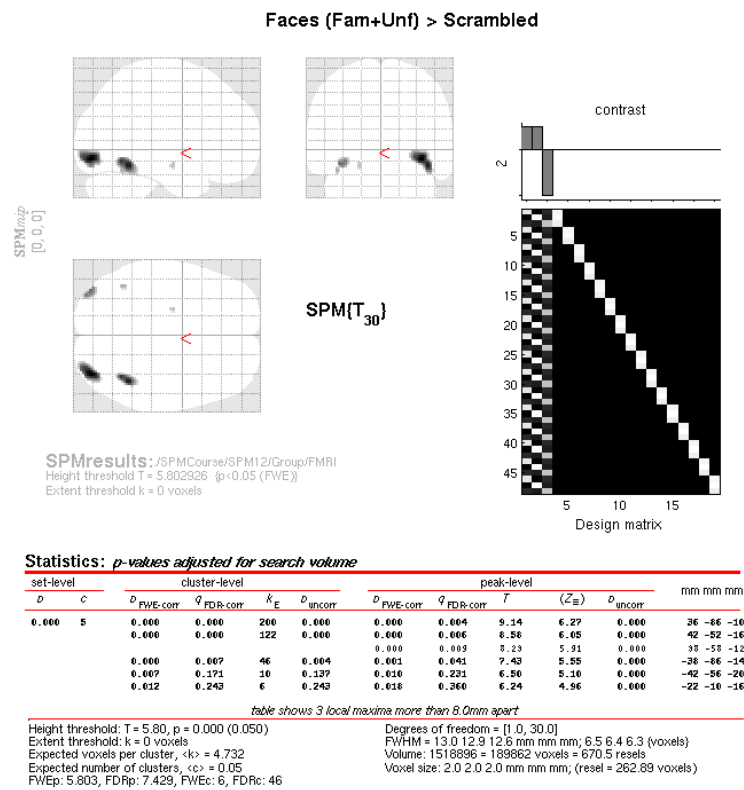 Faces (Fam+Unf) > Scrambled
contrast
2
SPMmip
[0, 0, 0]
<
<
<
SPM{T30}
5
10
15
20
25
30
35
40
45
5 10 15
Design matrix
SPMresults: ./SPMCourse/SPM12/Group/FMRI
Height threshold T = 5.802926 {p<0.05 (FWE)}
Extent threshold k = 0 voxels
Statistics: p-values adjusted for search volume
set-level cluster-level peak-level mm mm mm
p c p FWE-corr q FDR-corr k E p uncorr p FWE-corr q FDR-corr T (Z≡) p uncorr
0.000 5 0.000 0.000 200 0.000 0.000 0.004 9.14 6.27 0.000 36 -86 -10
0.000 0.000 122 0.000 0.000 0.006 8.58 6.05 0.000 42 -52 -16
0.000 0.009 8.23 5.91 0.000 38 -58 -12
0.000 0.007 46 0.004 0.001 0.041 7.43 5.55 0.000 -38 -86 -14
0.007 0.171 10 0.137 0.010 0.231 6.50 5.10 0.000 -42 -56 -20
0.012 0.243 6 0.243 0.018 0.360 6.24 4.96 0.000 -22 -10 -16
table shows 3 local maxima more than 8.0mm apart
Height threshold: T = 5.80, p = 0.000 (0.050)
Extent threshold: k = 0 voxels
Expected voxels per cluster, <k> = 4.732
Expected number of clusters, <c> = 0.05
FWEp: 5.803, FDRp: 7.429, FWEc: 6, FDRc: 46
Degrees of freedom = [1.0, 30.0]
FWHM = 13.0 12.9 12.6 mm mm mm; 6.5 6.4 6.3 {voxels}
Volume: 1518896 = 189862 voxels = 670.5 resels
Voxel size: 2.0 2.0 2.0 mm mm mm; (resel = 262.89 voxels)